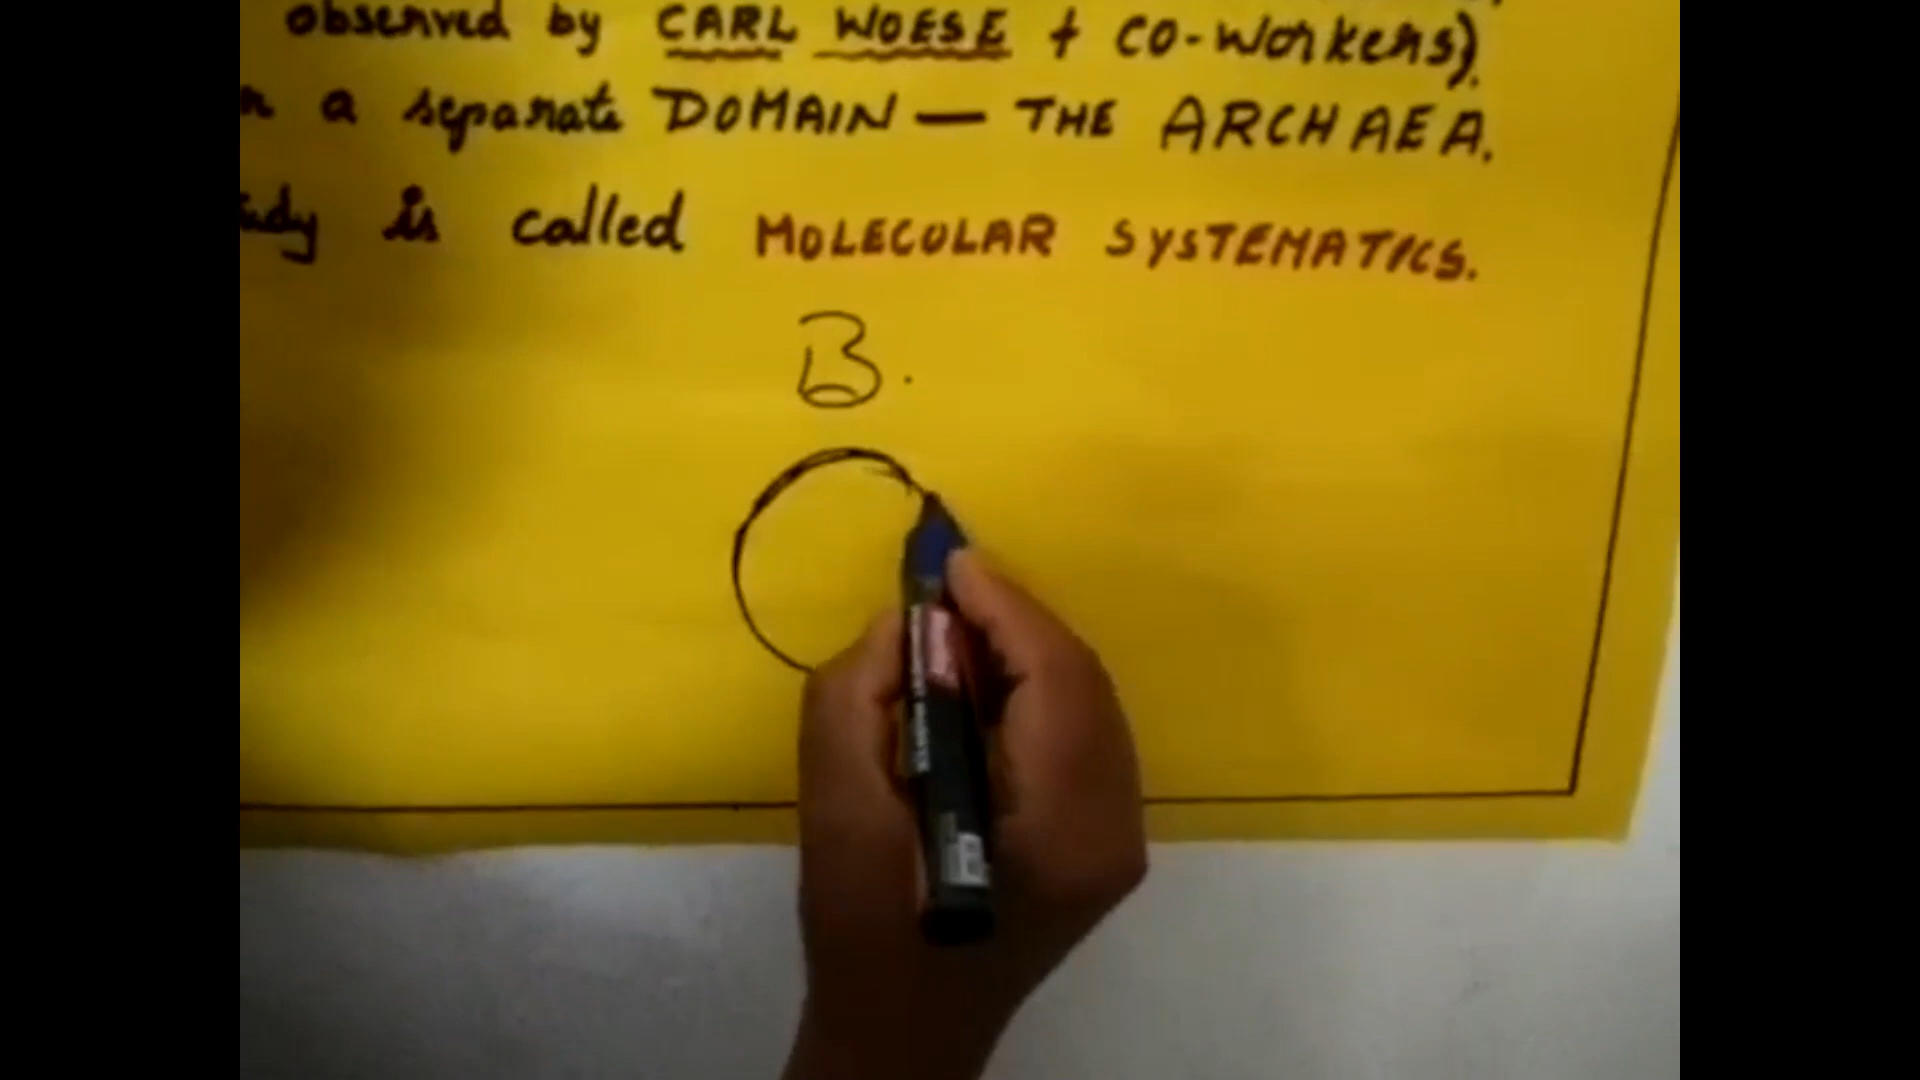 observed by CARL WOESE + CO-Workers).
a separate DOMAIN — THE ARCHAEA.
is called MOLECULAR SYSTEMATICS.
B.